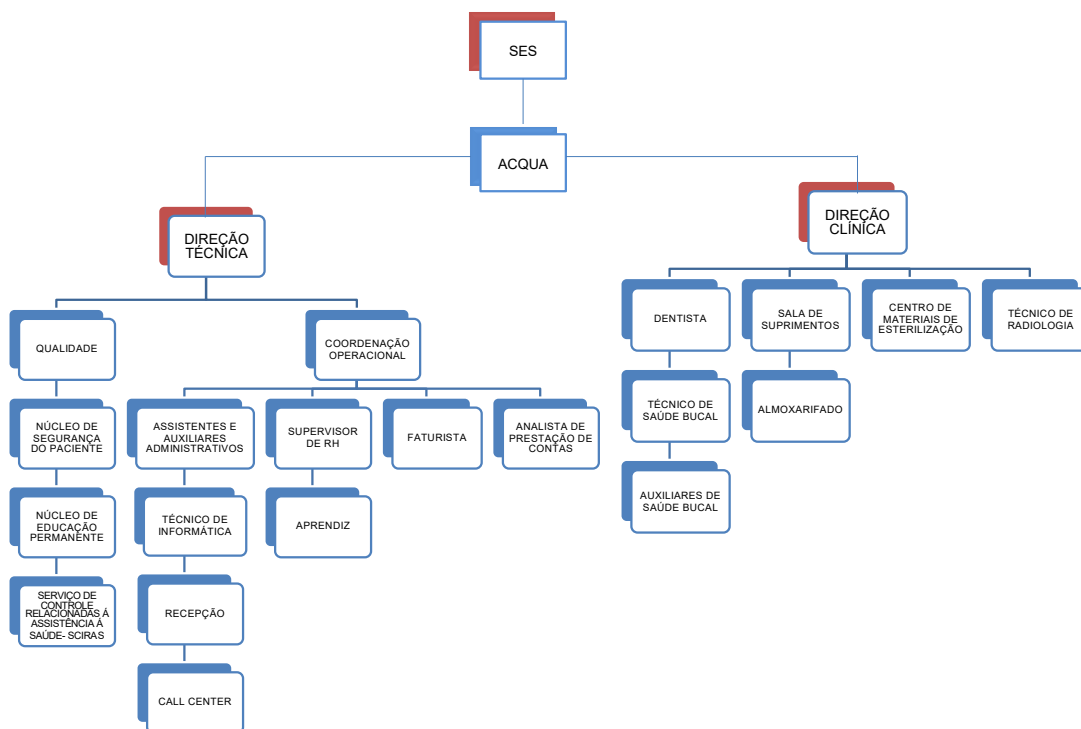 SES
ACQUA
DIREÇÃO
TÉCNICA
DIREÇÃO
CLÍNICA
QUALIDADE
COORDENAÇÃO
OPERACIONAL
DENTISTA
SALA DE
SUPRIMENTOS
CENTRO DE
MATERIAIS DE
ESTERILIZAÇÃO
TÉCNICO DE
RADIOLOGIA
NÚCLEO DE
SEGURANÇA
DO PACIENTE
ASSISTENTES E
AUXILIARES
ADMINISTRATIVOS
SUPERVISOR
DE RH
FATURISTA
ANALISTA DE
PRESTAÇÃO DE
CONTAS
TÉCNICO DE
SAÚDE BUCAL
ALMOXARIFADO
NÚCLEO DE
EDUCAÇÃO
PERMANENTE
TÉCNICO DE
INFORMÁTICA
APRENDIZ
AUXILIARES DE
SAÚDE BUCAL
SERVIÇO DE
CONTROLE
RELACIONADAS Á
ASSISTÊNCIA Á
SAÚDE- SCIRAS
RECEPÇÃO
CALL CENTER